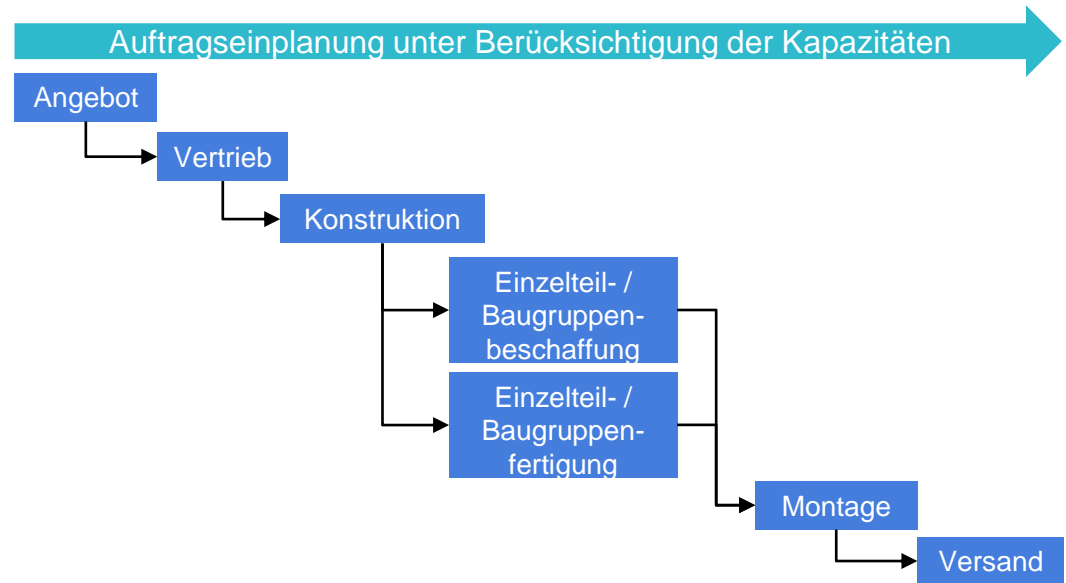 Auftragseinplanung unter Berücksichtigung der Kapazitäten
Angebot
Vertrieb
Konstruktion
Einzelteil- /
Baugruppen-
beschaffung
Einzelteil- /
Baugruppen-
fertigung
Montage
Versand